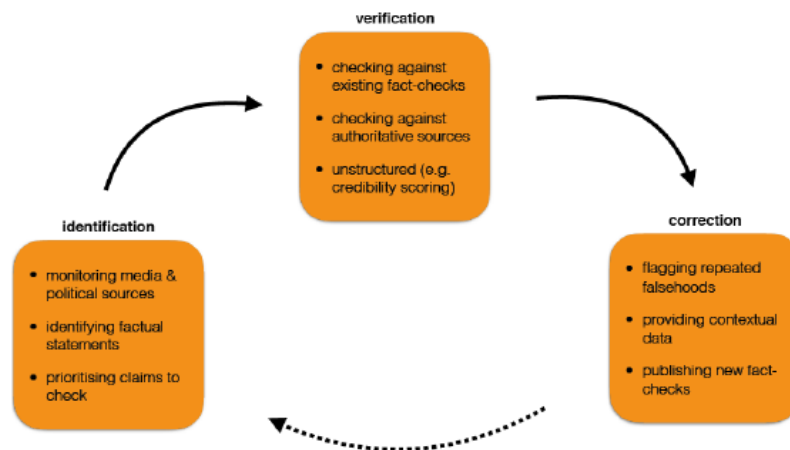 verification
• checking against
existing fact-checks
• checking against
authoritative sources
• unstructured (e.g.
credibility scoring)
identification
• monitoring media &
political sources
• identifying factual
statements
• prioritising claims to
check
correction
• flagging repeated
falsehoods
• providing contextual
data
• publishing new fact-
checks